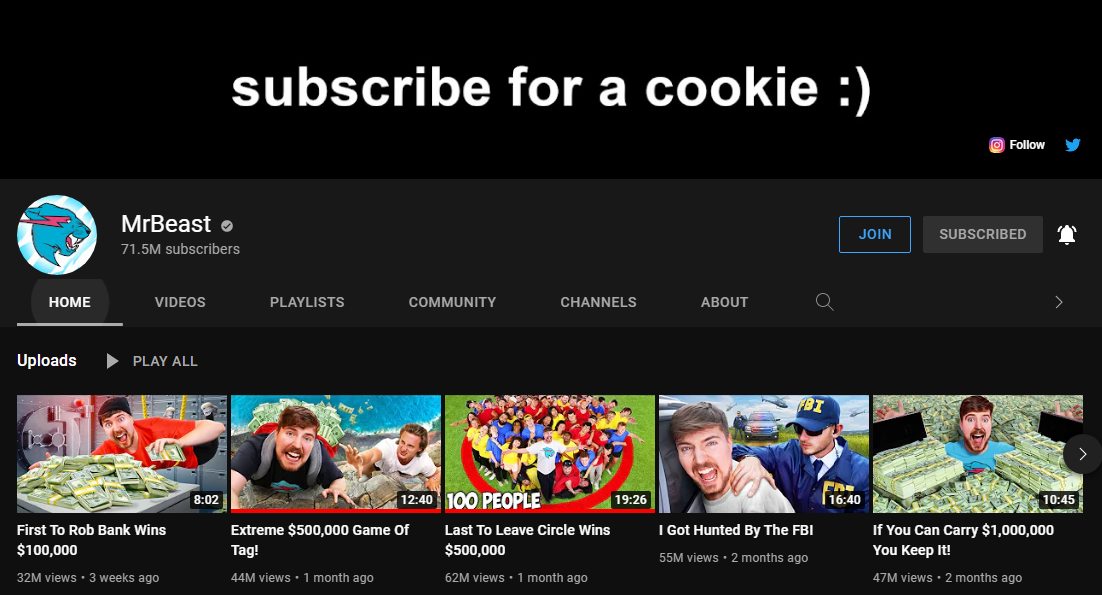 subscribe for a cookie :)
Follow
MrBeast
71.5M subscribers
JOIN
SUBSCRIBED
HOME
VIDEOS
PLAYLISTS
COMMUNITY
CHANNELS
ABOUT
Uploads
PLAY ALL
8:02
First To Rob Bank Wins
$100,000
32M views • 3 weeks ago
12:40
Extreme $500,000 Game Of
Tag!
44M views • 1 month ago
100 PEOPLE
19:26
Last To Leave Circle Wins
$500,000
62M views • 1 month ago
FBI
FBI
16:40
I Got Hunted By The FBI
55M views • 2 months ago
10:45
If You Can Carry $1,000,000
You Keep It!
47M views • 2 months ago